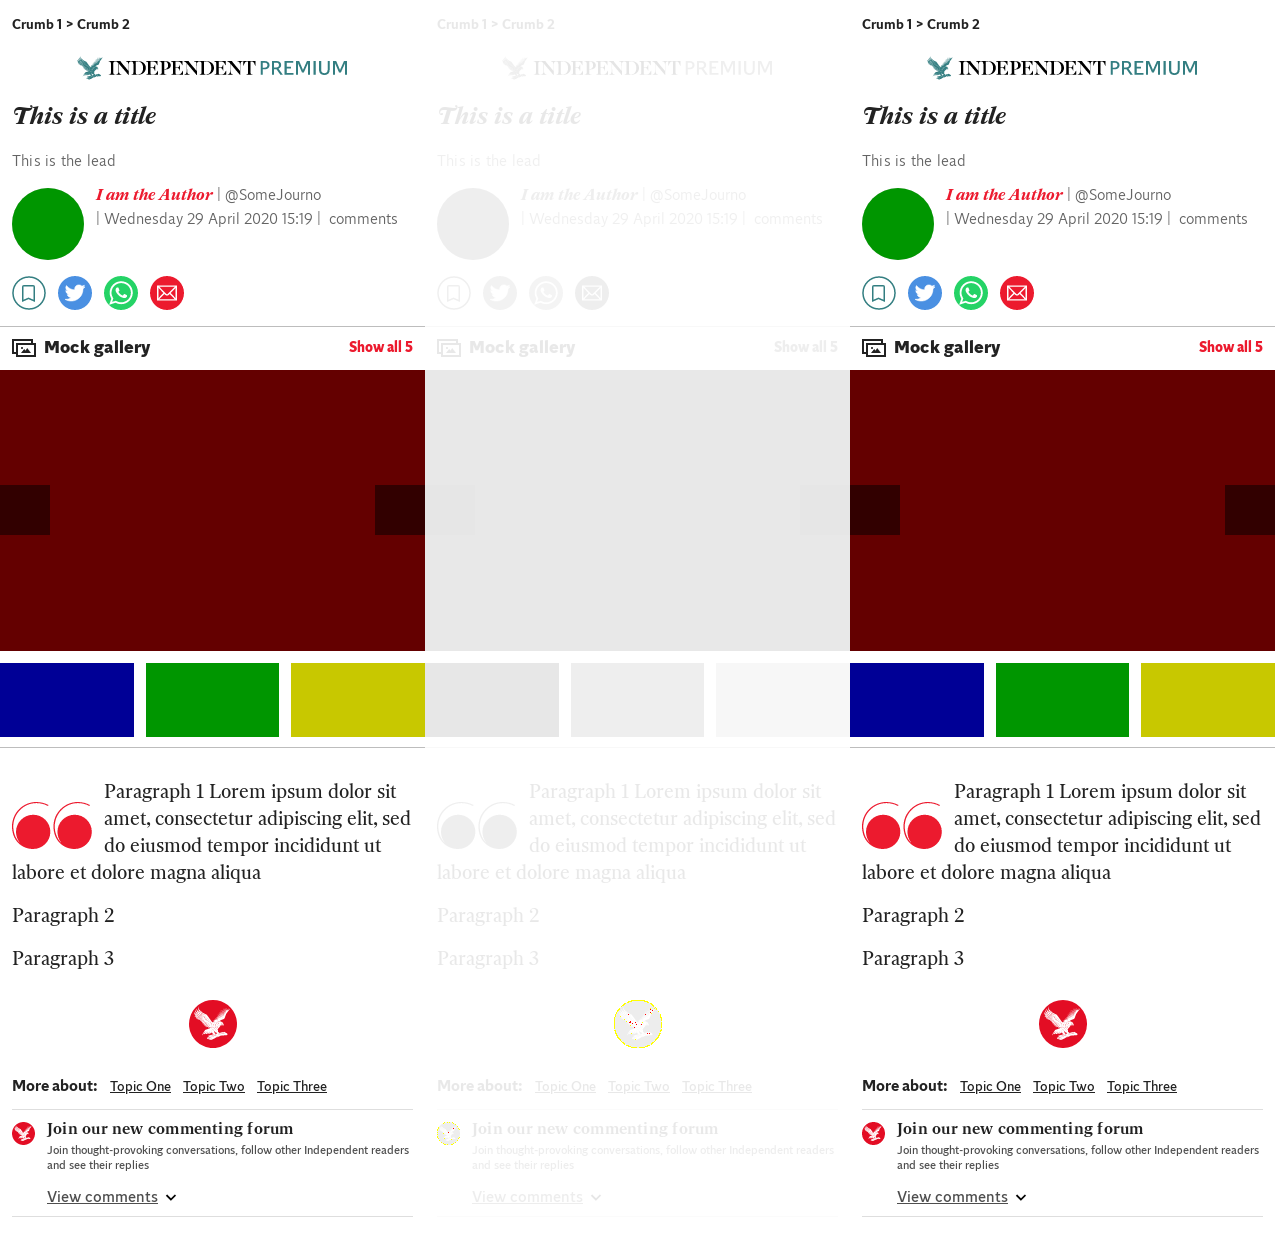 Crumb 1 > Crumb 2
INDEPENDENT PREMIUM
This is a title
This is the lead
I am the Author | @SomeJourno
| Wednesday 29 April 2020 15:19 | comments
Mock gallery Show all 5
Paragraph 1 Lorem ipsum dolor sit
amet, consectetur adipiscing elit, sed
do eiusmod tempor incididunt ut
labore et dolore magna aliqua
Paragraph 2
Paragraph 3
More about: Topic One Topic Two Topic Three
Join our new commenting forum
Join thought-provoking conversations, follow other Independent readers
and see their replies
View comments
Crumb 1 > Crumb 2
INDEPENDENT PREMIUM
This is a title
This is the lead
I am the Author | @SomeJourno
| Wednesday 29 April 2020 15:19 | comments
Mock gallery Show all 5
Paragraph 1 Lorem ipsum dolor sit
amet, consectetur adipiscing elit, sed
do eiusmod tempor incididunt ut
labore et dolore magna aliqua
Paragraph 2
Paragraph 3
More about: Topic One Topic Two Topic Three
Join our new commenting forum
Join thought-provoking conversations, follow other Independent readers
and see their replies
View comments
Crumb 1 > Crumb 2
INDEPENDENT PREMIUM
This is a title
This is the lead
I am the Author | @SomeJourno
| Wednesday 29 April 2020 15:19 | comments
Mock gallery Show all 5
Paragraph 1 Lorem ipsum dolor sit
amet, consectetur adipiscing elit, sed
do eiusmod tempor incididunt ut
labore et dolore magna aliqua
Paragraph 2
Paragraph 3
More about: Topic One Topic Two Topic Three
Join our new commenting forum
Join thought-provoking conversations, follow other Independent readers
and see their replies
View comments